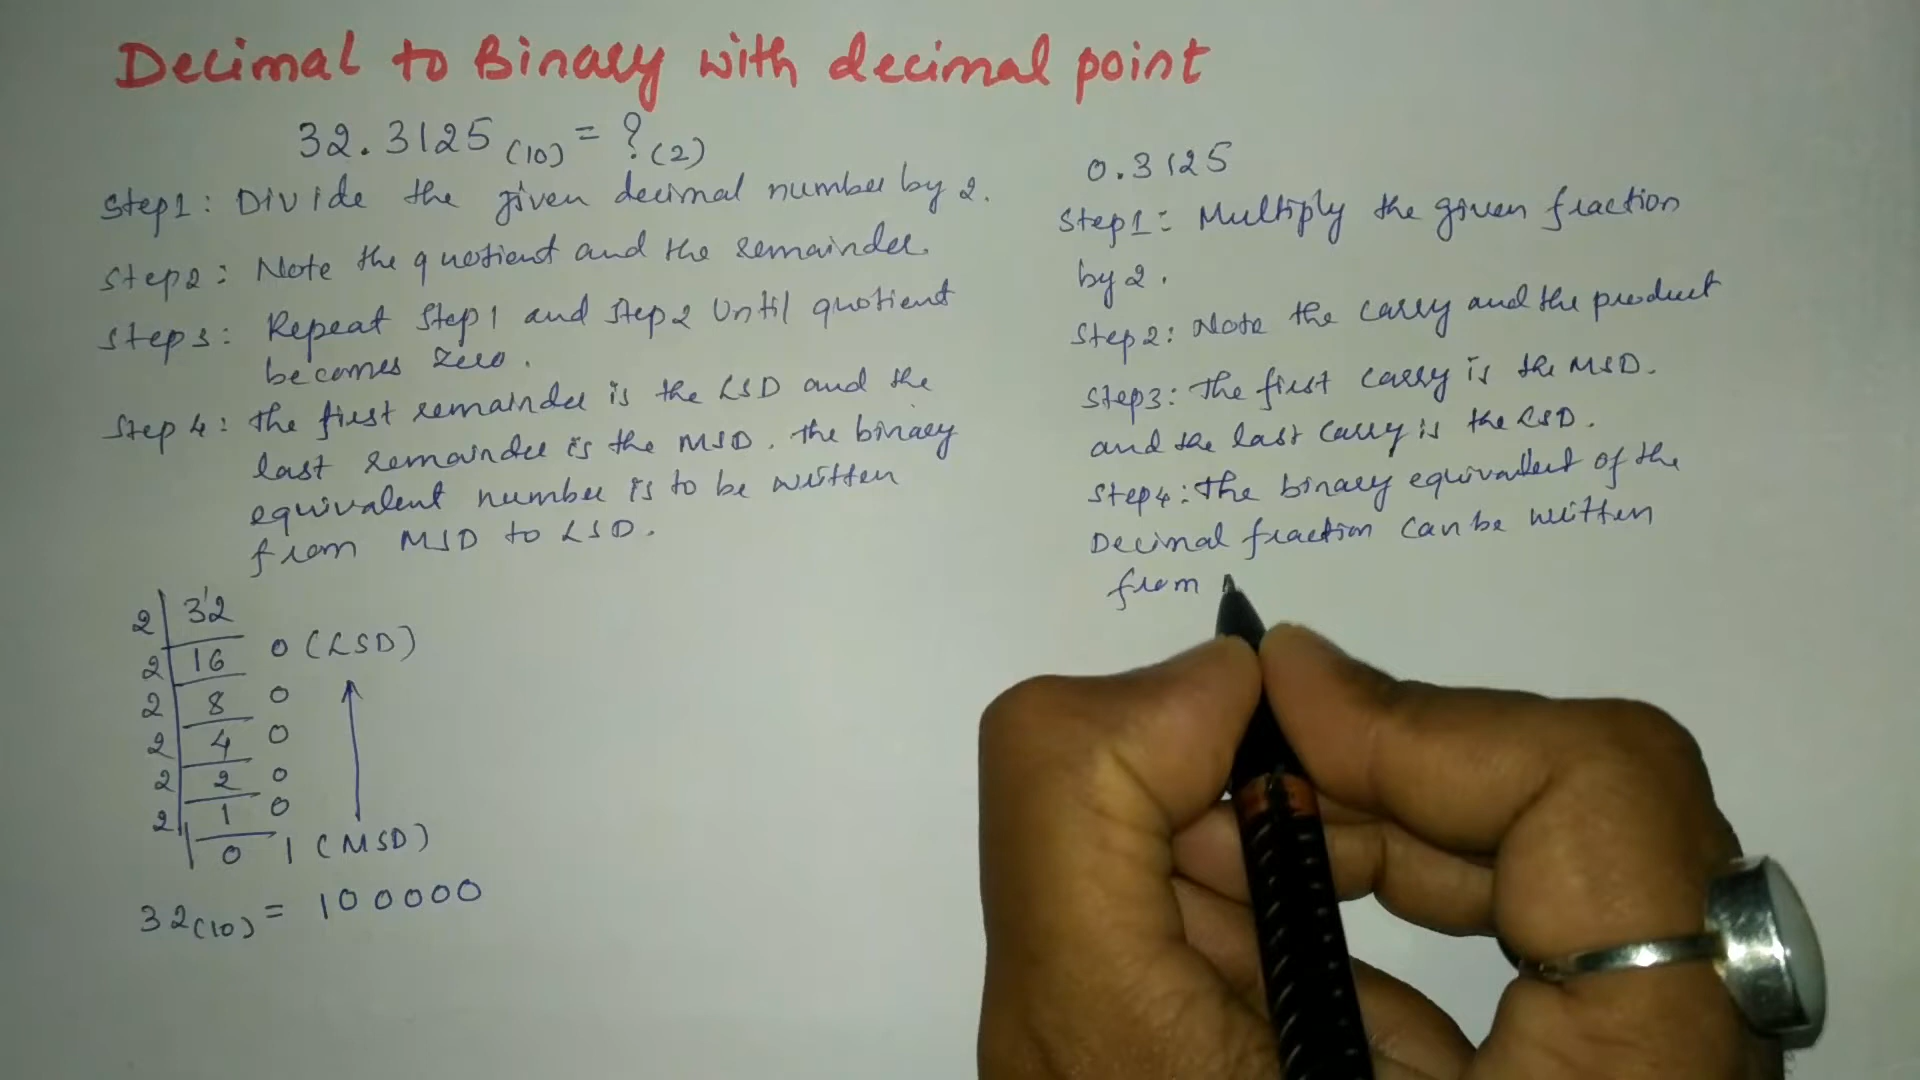 Decimal to Binary with decimal point
32.3125 (10) = ? (2)
Step1: Divide the given decimal number by 2.
Step2: Note the quotient and the remainder.
Step3: Repeat Step1 and Step2 Until quotient
becomes zero.
Step4: The first remainder is the LSD and the
last remainder is the MSD. The binary
equivalent number is to be written
from MSD to LSD.
2 32
2 16 0 (LSD)
2 8 0
2 4 0
2 2 0
2 1 0
0 1 (MSD)
32(10) = 100000
0.3125
Step1: Multiply the given fraction
by 2.
Step2: Note the carry and the product
Step3: The first carry is the MSD.
and the last carry is the LSD.
Step4: The binary equivalent of the
Decimal fraction can be written
from